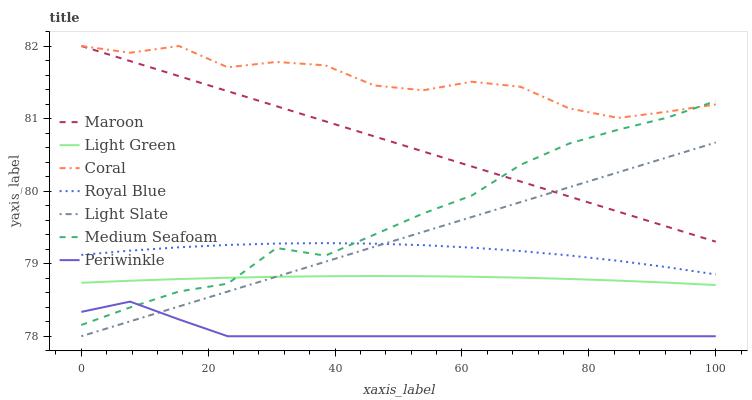 title
82
81
80
79
78
yaxis_label
Maroon
Light Green
Coral
Royal Blue
Light Slate
Medium Seafoam
Periwinkle
0 20 40 60 80 100
xaxis_label